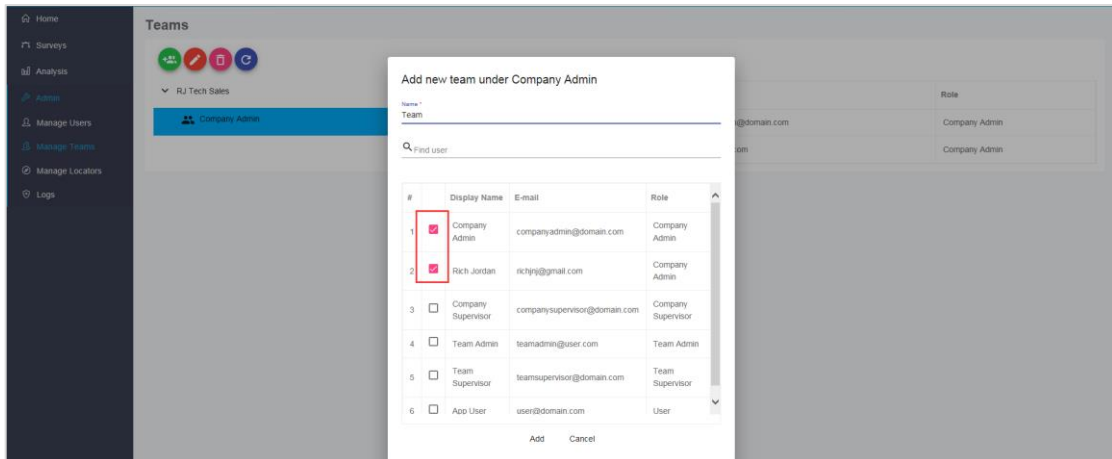 Home
Surveys
Analysis
Admin
Manage Users
Manage Teams
Manage Locators
Logs
Teams
RJ Tech Sales
Company Admin
Role
@domain.com Company Admin
.com Company Admin
Add new team under Company Admin
Name *
Team
Find user
# Display Name E-mail Role
1 Company Admin companyadmin@domain.com Company Admin
2 Rich Jordan richjnj@gmail.com Company Admin
3 Company Supervisor companysupervisor@domain.com Company Supervisor
4 Team Admin teamadmin@user.com Team Admin
5 Team Supervisor teamsupervisor@domain.com Team Supervisor
6 App User user@domain.com User
Add Cancel